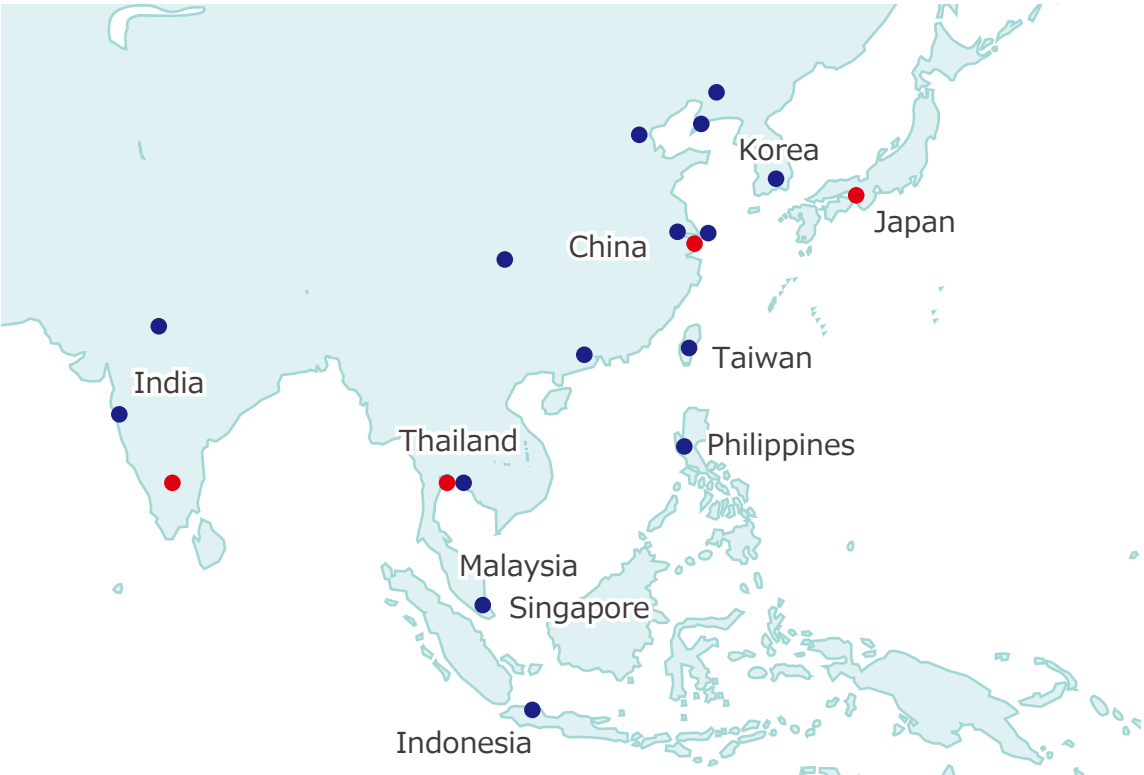 Korea
Japan
China
Taiwan
India
Thailand
Philippines
Malaysia
Singapore
Indonesia